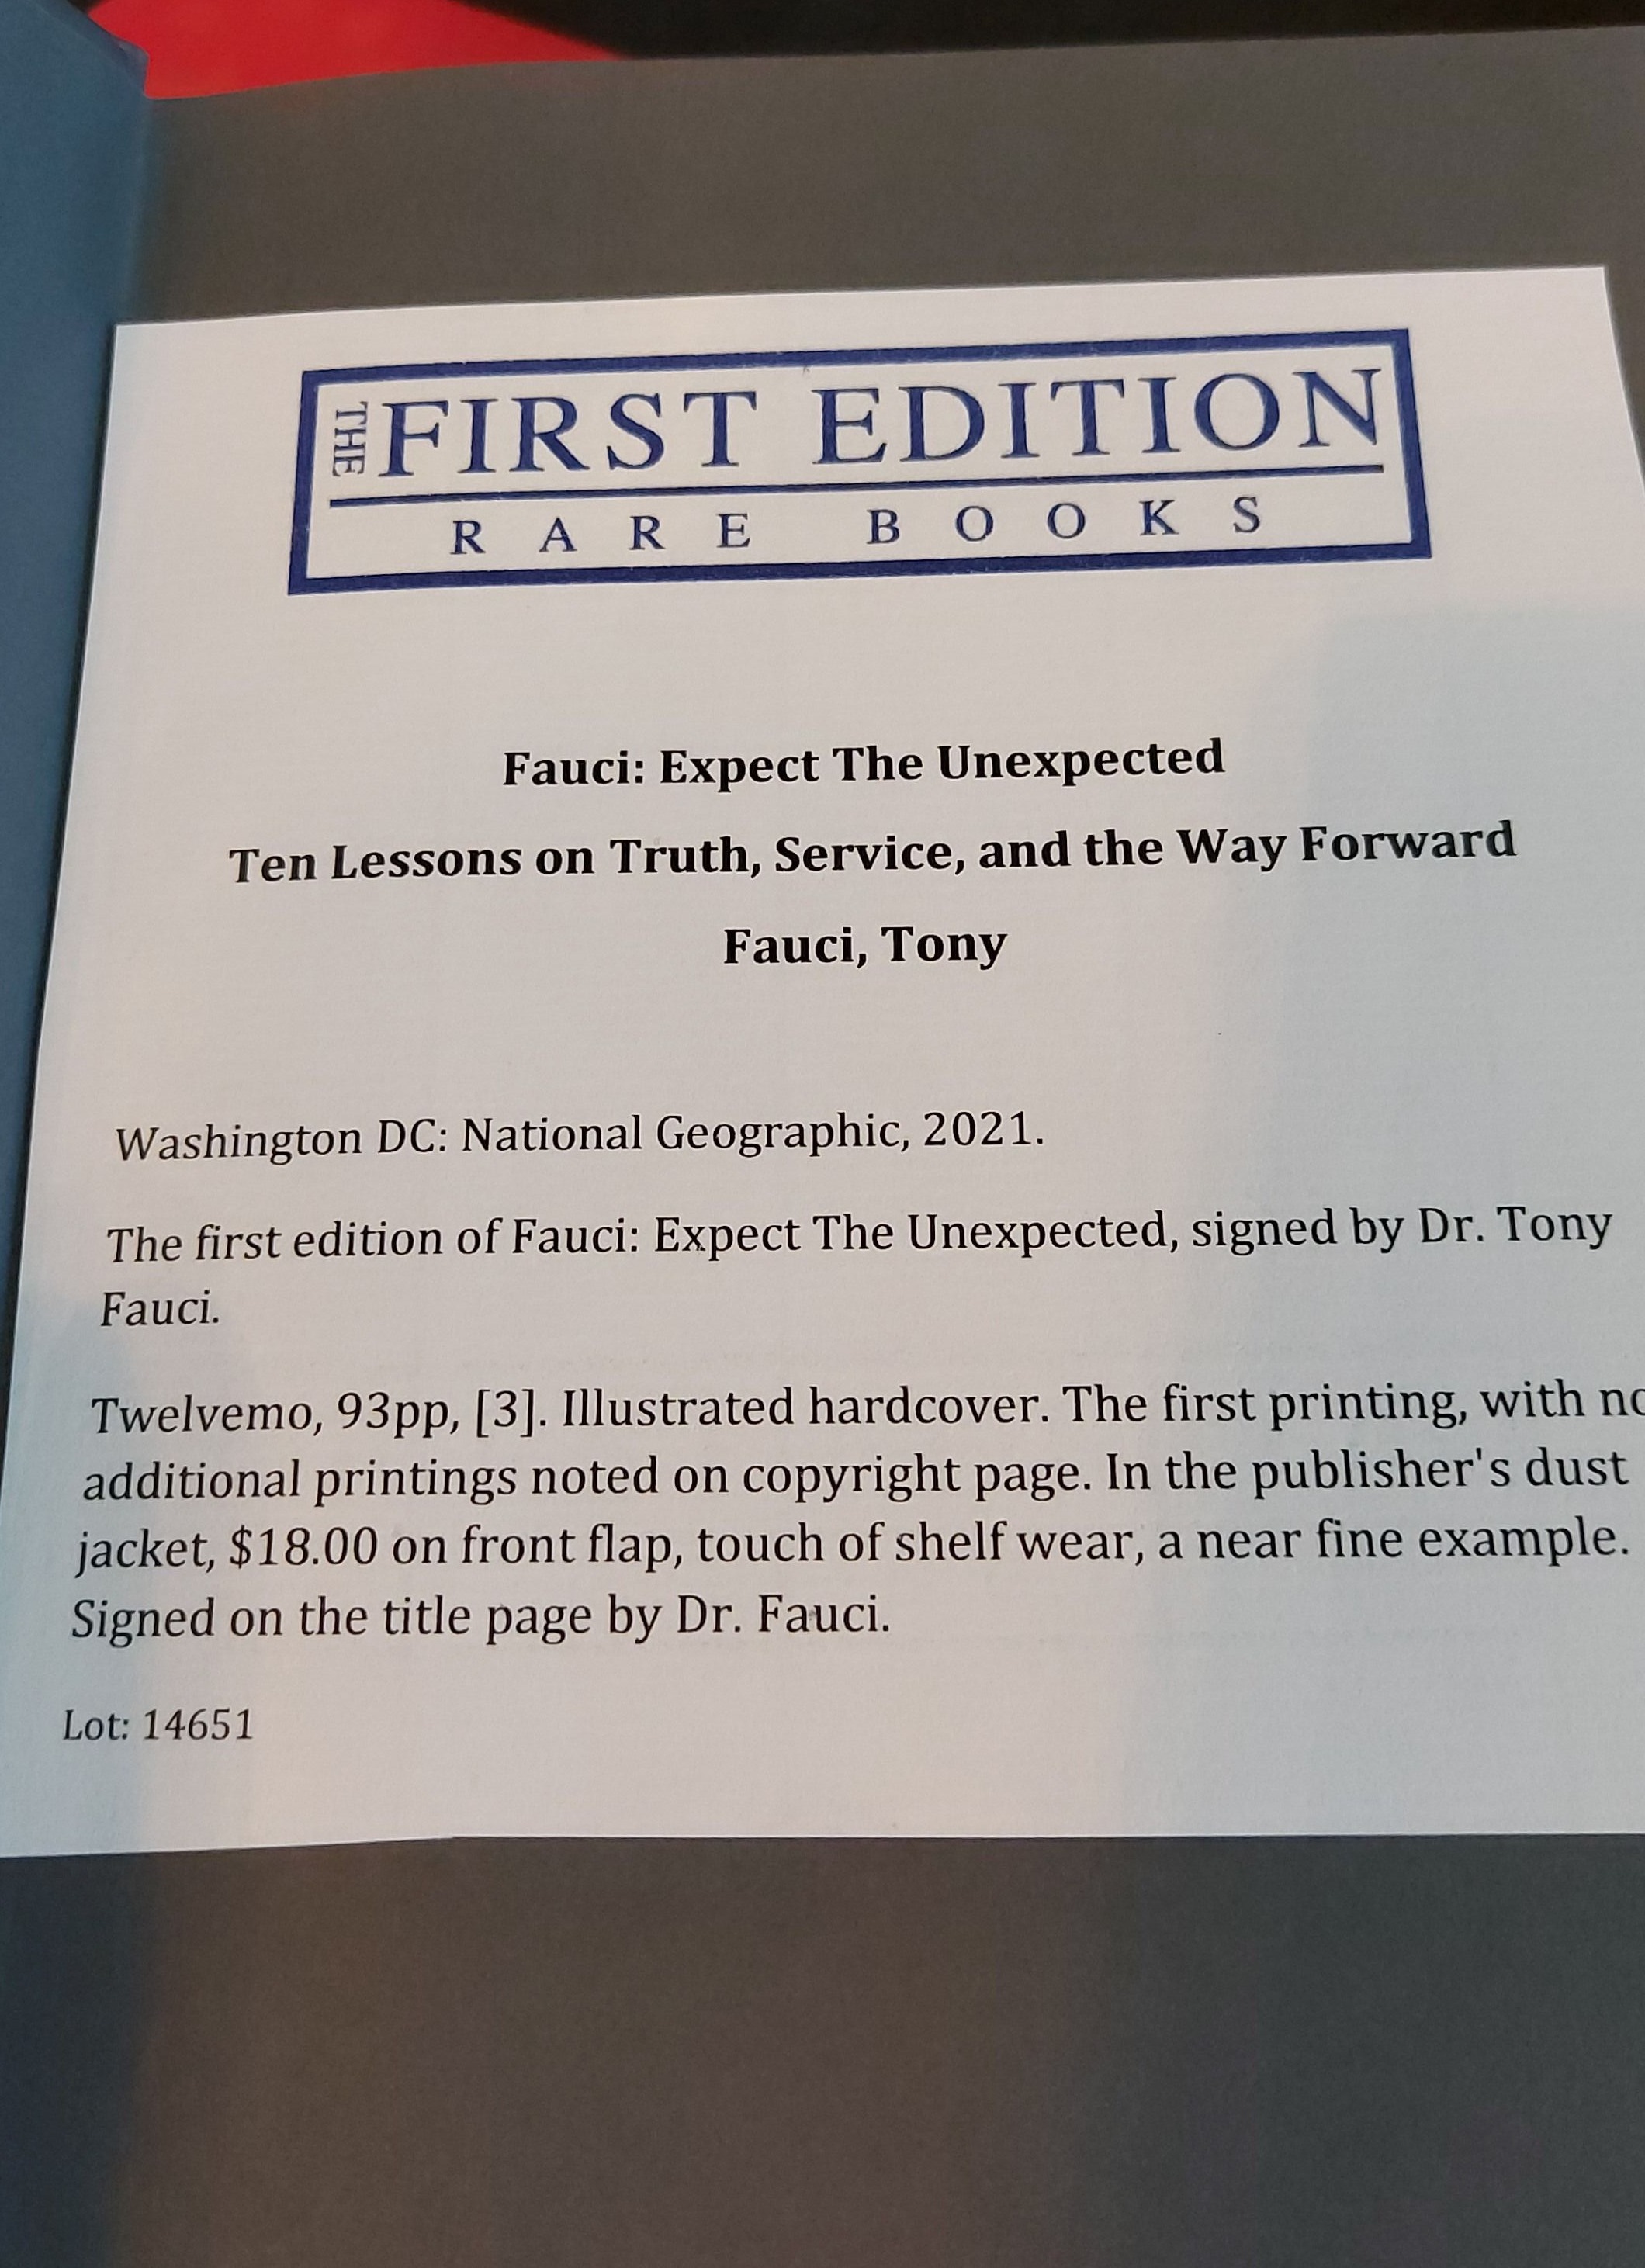 THE FIRST EDITION
RARE BOOKS
Fauci: Expect The Unexpected
Ten Lessons on Truth, Service, and the Way Forward
Fauci, Tony
Washington DC: National Geographic, 2021.
The first edition of Fauci: Expect The Unexpected, signed by Dr. Tony
Fauci.
Twelvemo, 93pp, [3]. Illustrated hardcover. The first printing, with no
additional printings noted on copyright page. In the publisher's dust
jacket, $18.00 on front flap, touch of shelf wear, a near fine example.
Signed on the title page by Dr. Fauci.
Lot: 14651